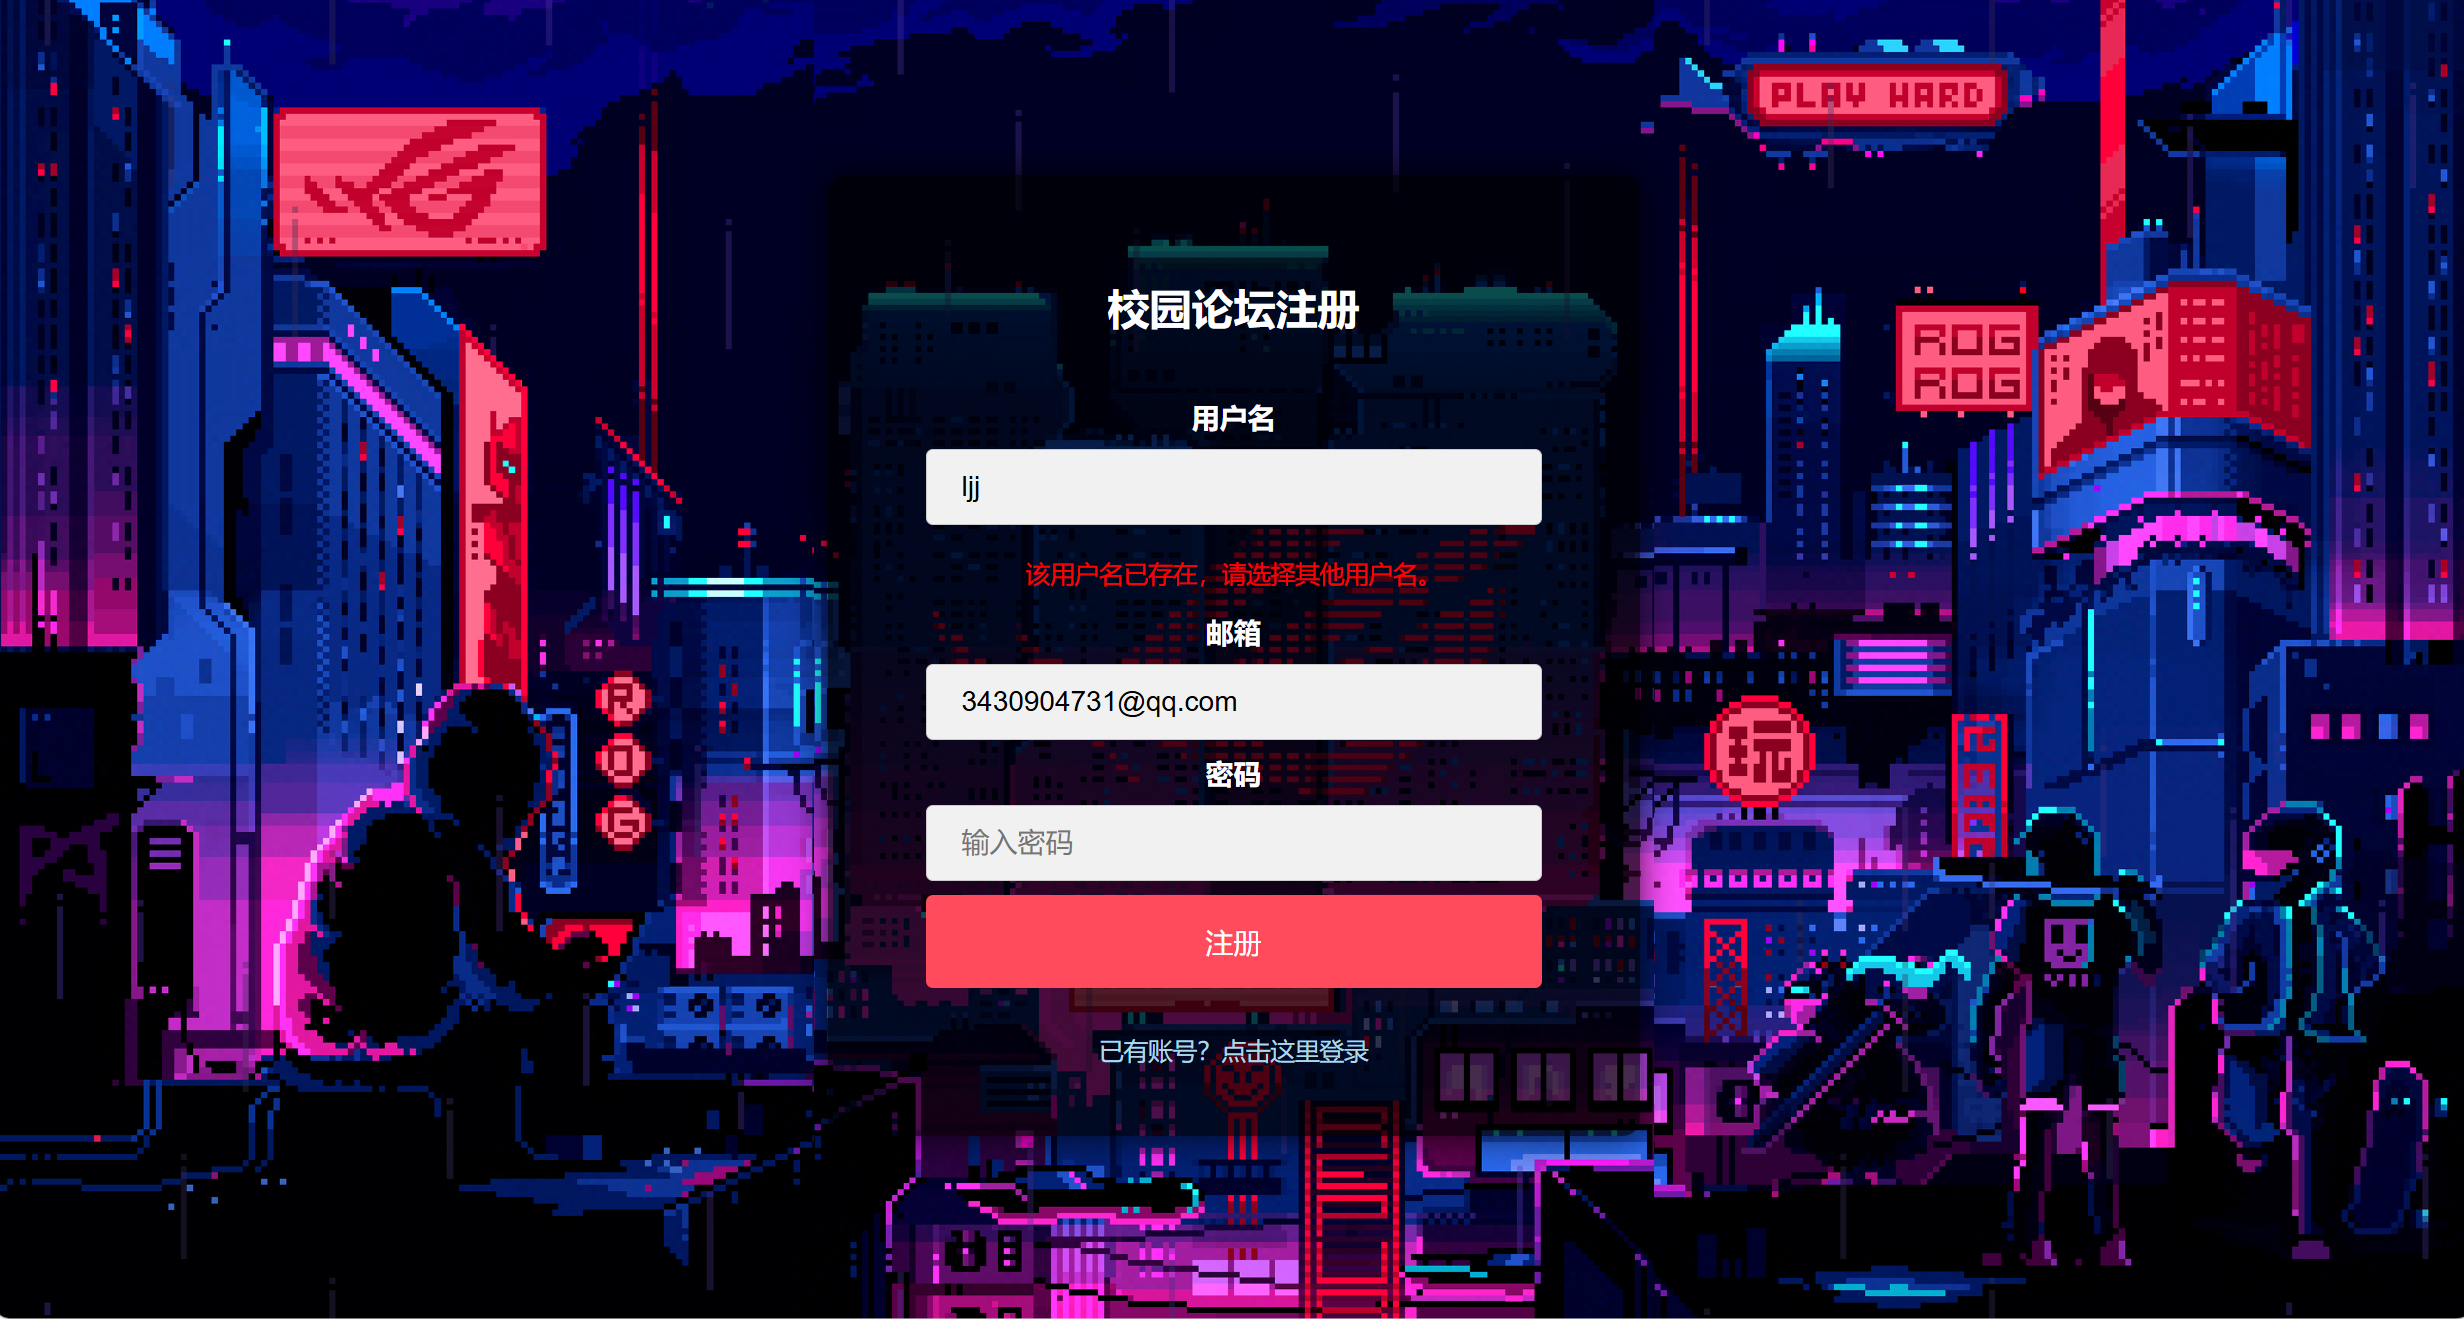 PLAY HARD
校园论坛注册
ROG
ROG
用户名
ljj
该用户名已存在，请选择其他用户名。
邮箱
3430904731@qq.com
R
O
G
玩
密码
输入密码
注册
已有账号？点击这里登录